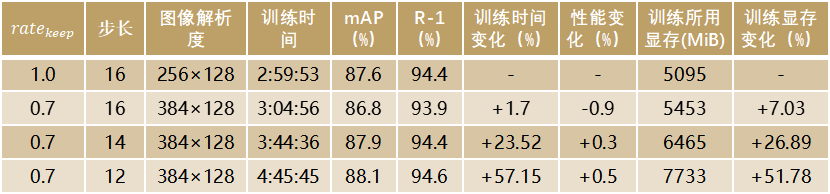 rate_keep 步长 图像解析度 训练时间 mAP (%) R-1 (%) 训练时间变化（%） 性能变化（%） 训练所用显存(MiB) 训练显存变化（%）
1.0 16 256×128 2:59:53 87.6 94.4 - - 5095 -
0.7 16 384×128 3:04:56 86.8 93.9 +1.7 -0.9 5453 +7.03
0.7 14 384×128 3:44:36 87.9 94.4 +23.52 +0.3 6465 +26.89
0.7 12 384×128 4:45:45 88.1 94.6 +57.15 +0.5 7733 +51.78